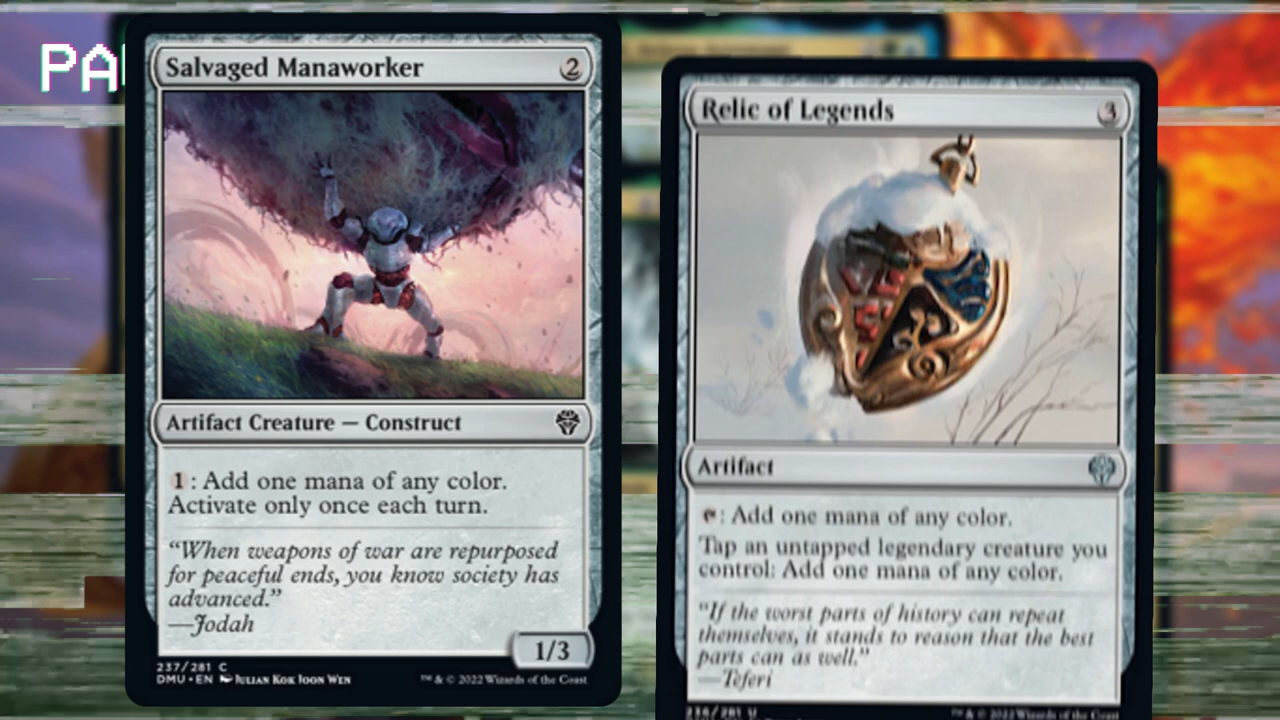 PA
Salvaged Manaworker 2
Artifact Creature — Construct
1: Add one mana of any color.
Activate only once each turn.
“When weapons of war are repurposed
for peaceful ends, you know society has
advanced.”
—Jodah
1/3
237/281 C
DMU • EN Julian Kok Joon Wen ™ & © 2022 Wizards of the Coast
Relic of Legends 3
Artifact
: Add one mana of any color.
Tap an untapped legendary creature you
control: Add one mana of any color.
“If the worst parts of history can repeat
themselves, it stands to reason that the best
parts can as well.”
—Teferi
236/281 U
™ & © 2022 Wizards of the Coast